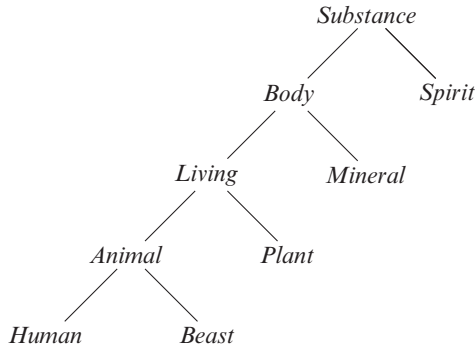 Substance
Body Spirit
Living Mineral
Animal Plant
Human Beast